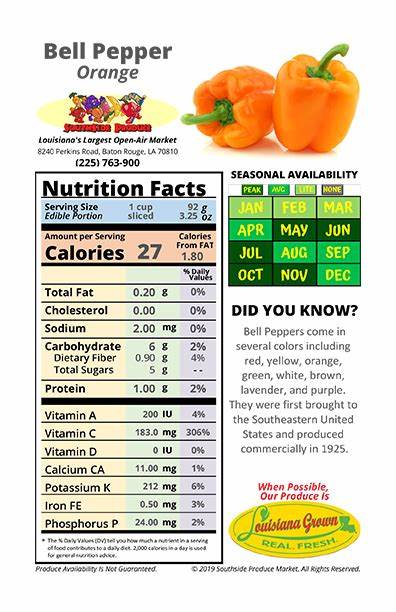 Bell Pepper
Orange
SouthSide Produce
Louisiana's Largest Open-Air Market
8240 Perkins Road, Baton Rouge, LA 70810
(225) 763-900
SEASONAL AVAILABILITY
PEAK AVG LITE NONE
JAN FEB MAR
APR MAY JUN
JUL AUG SEP
OCT NOV DEC
Nutrition Facts
Serving Size 1 cup 92 g
Edible Portion sliced 3.25 oz
Amount per Serving Calories
Calories 27 From FAT
1.80
% Daily
Values
Total Fat 0.20 g 0%
Cholesterol 0.00 0%
Sodium 2.00 mg 0%
Carbohydrate 6 g 2%
Dietary Fiber 0.90 g 4%
Total Sugars 5 g --
Protein 1.00 g 2%
Vitamin A 200 IU 4%
Vitamin C 183.0 mg 306%
Vitamin D 0 IU 0%
Calcium CA 11.00 mg 1%
Potassium K 212 mg 6%
Iron FE 0.50 mg 3%
Phosphorus P 24.00 mg 2%
* The % Daily Values (DV) tell you how much a nutrient in a serving
of food contributes to a daily diet. 2,000 calories in a day is used for
general nutrition advice.
DID YOU KNOW?
Bell Peppers come in
several colors including
red, yellow, orange,
green, white, brown,
lavender, and purple.
They were first brought to
the Southeastern United
States and produced
commercially in 1925.
When Possible,
Our Produce Is
Louisiana Grown
REAL. FRESH.
Produce Availability Is Not Guaranteed.
© 2019 Southside Produce Market. All Rights Reserved.